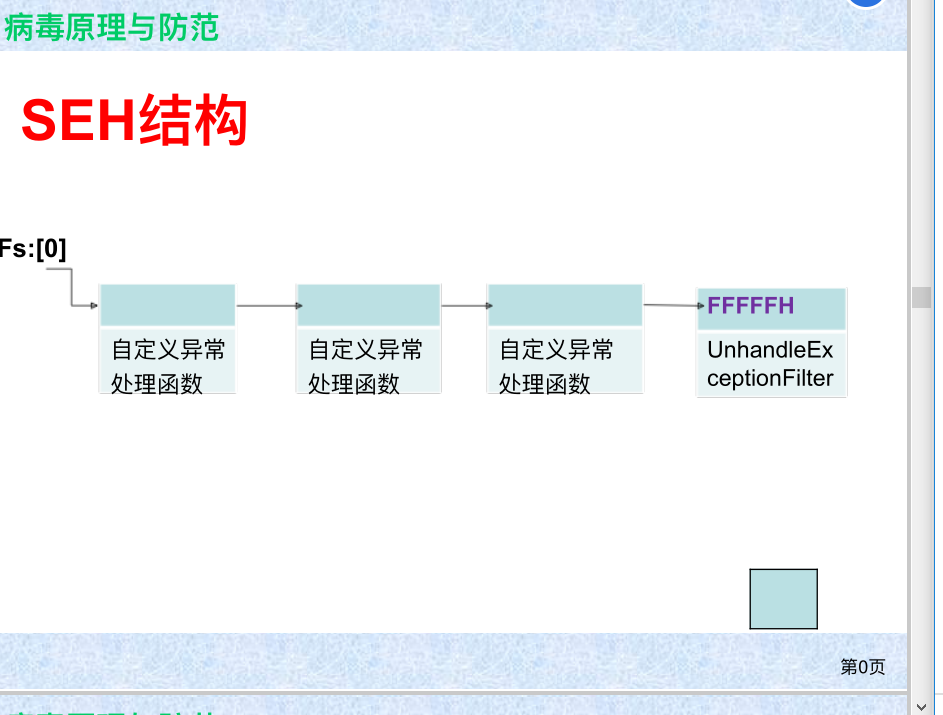 病毒原理与防范
SEH结构
Fs:[0]
FFFFFH
自定义异常
处理函数
自定义异常
处理函数
自定义异常
处理函数
UnhandleEx
ceptionFilter
第0页